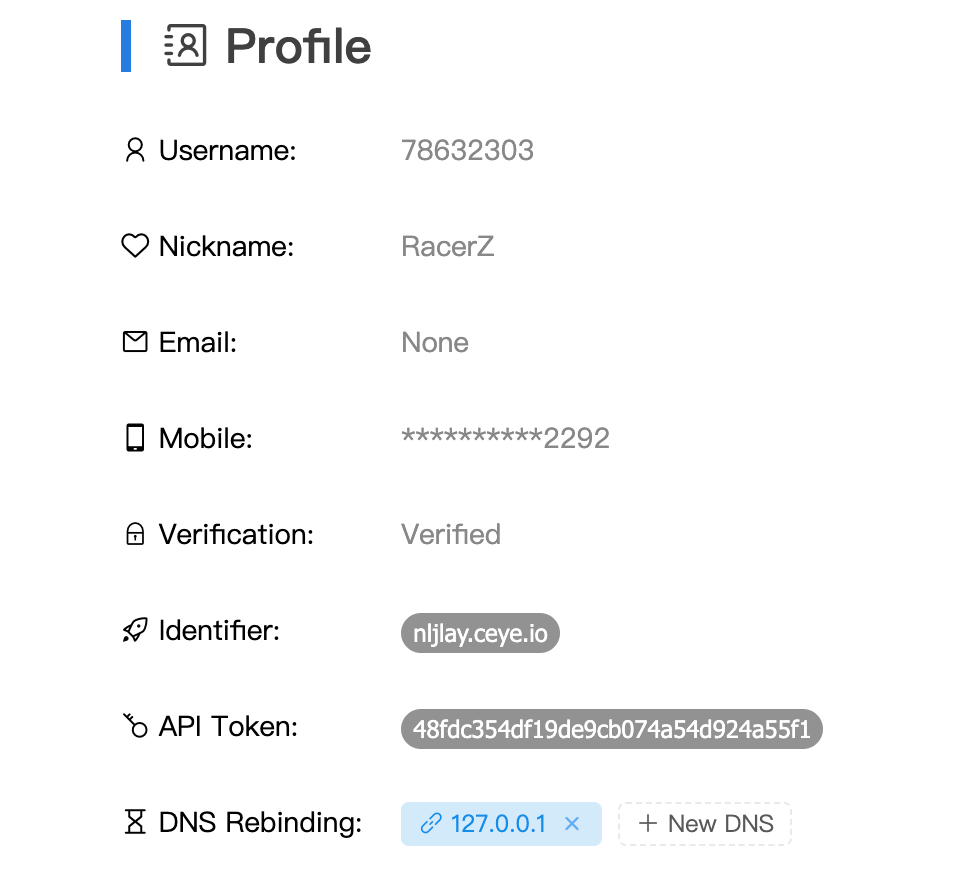 Profile
Username: 78632303
Nickname: RacerZ
Email: None
Mobile: **********2292
Verification: Verified
Identifier: nljlay.ceye.io
API Token: 48fdc354df19de9cb074a54d924a55f1
DNS Rebinding: 127.0.0.1 × + New DNS